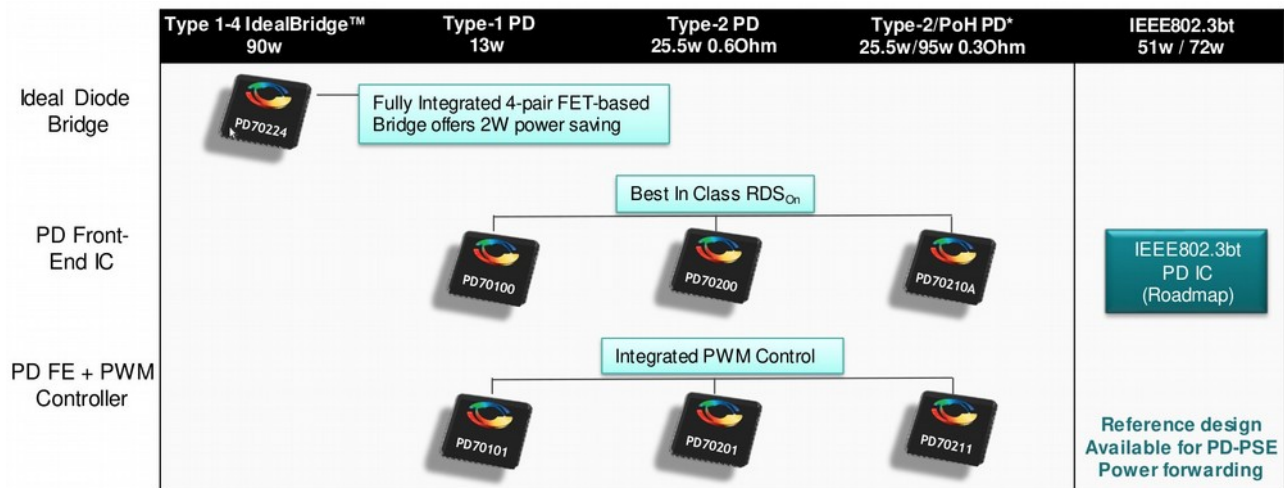 Type 1-4 IdealBridge™
90w
Type-1 PD
13w
Type-2 PD
25.5w 0.6Ohm
Type-2/PoH PD*
25.5w/95w 0.3Ohm
IEEE802.3bt
51w / 72w
Ideal Diode
Bridge
PD70224
Fully Integrated 4-pair FET-based
Bridge offers 2W power saving
Best In Class RDSOn
PD Front-
End IC
PD70100
PD70200
PD70210A
IEEE802.3bt
PD IC
(Roadmap)
Integrated PWM Control
PD FE + PWM
Controller
PD70101
PD70201
PD70211
Reference design
Available for PD-PSE
Power forwarding